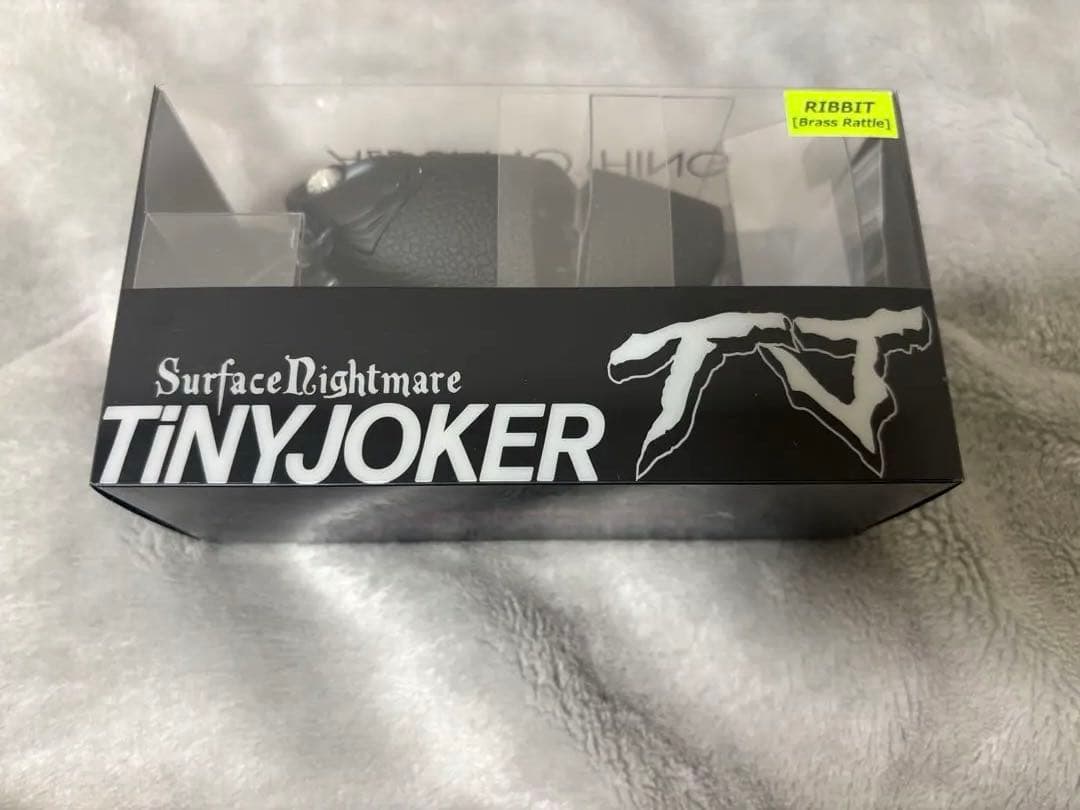 RIBBIT
[Brass Rattle]
SurfaceNightmare
TiNYJOKER
TJ